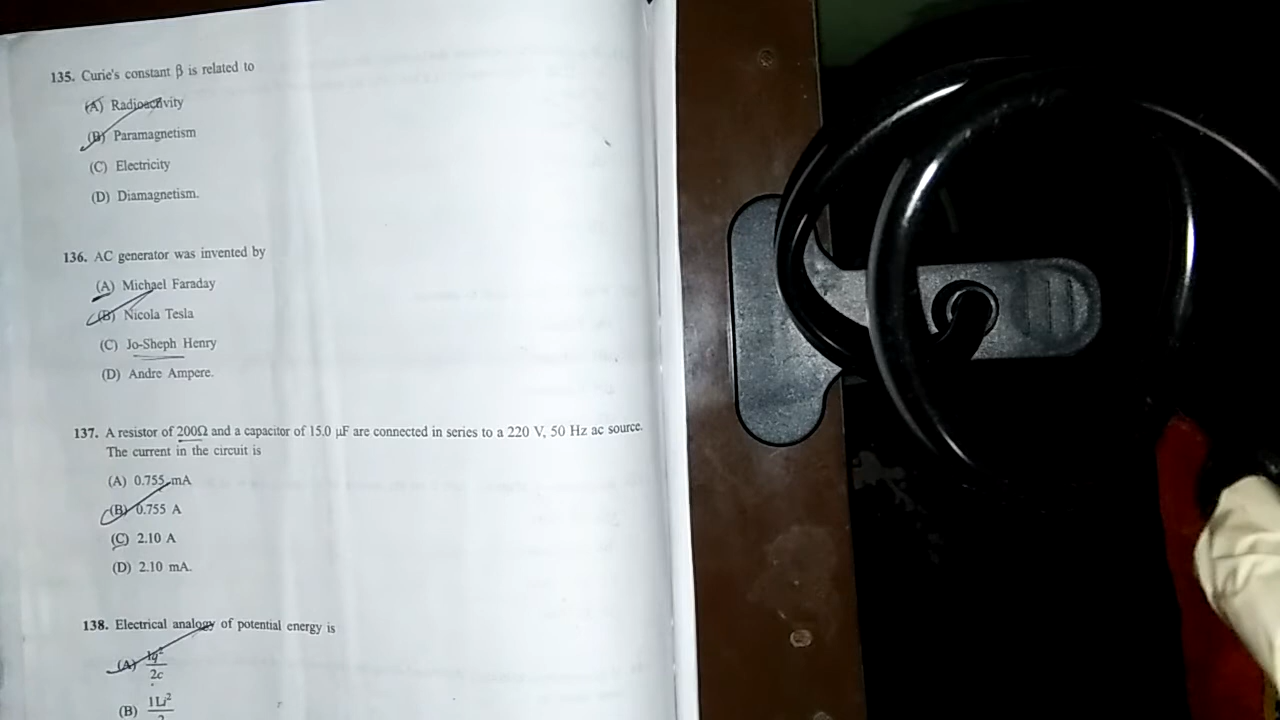 135. Curie's constant β is related to
(A) Radioactivity
(B) Paramagnetism
(C) Electricity
(D) Diamagnetism.
136. AC generator was invented by
(A) Michael Faraday
(B) Nicola Tesla
(C) Jo-Sheph Henry
(D) Andre Ampere.
137. A resistor of 200Ω and a capacitor of 15.0 μF are connected in series to a 220 V, 50 Hz ac source.
The current in the circuit is
(A) 0.755 mA
(B) 0.755 A
(C) 2.10 A
(D) 2.10 mA.
138. Electrical analogy of potential energy is
(A) 1q²/2c
(B) 1Li²/2